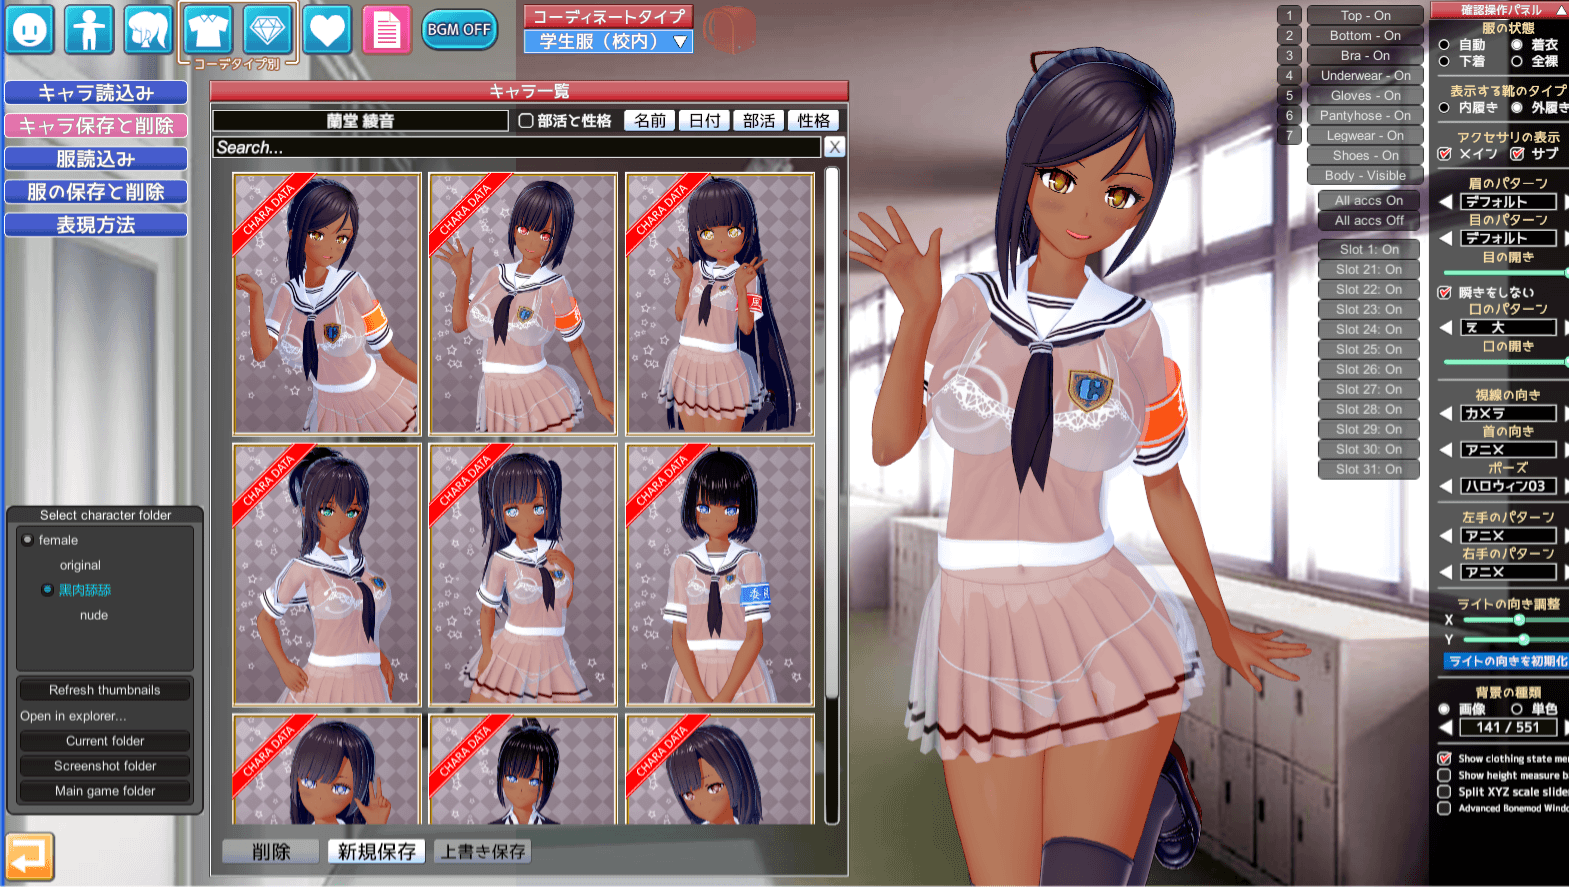 BGM OFF
コーデタイプ別
コーディネートタイプ
学生服（校内） ▼
キャラ読込み
キャラ保存と削除
服読込み
服の保存と削除
表現方法
キャラ一覧
蘭堂 綾音
部活と性格
名前
日付
部活
性格
Search...
X
CHARA DATA
CHARA DATA
CHARA DATA
CHARA DATA
CHARA DATA
CHARA DATA
CHARA DATA
CHARA DATA
CHARA DATA
削除
新規保存
上書き保存
Select character folder
female
original
黒肉舔舔
nude
Refresh thumbnails
Open in explorer...
Current folder
Screenshot folder
Main game folder
1
2
3
4
5
6
7
Top - On
Bottom - On
Bra - On
Underwear - On
Gloves - On
Pantyhose - On
Legwear - On
Shoes - On
Body - Visible
All accs On
All accs Off
Slot 1: On
Slot 21: On
Slot 22: On
Slot 23: On
Slot 24: On
Slot 25: On
Slot 26: On
Slot 27: On
Slot 28: On
Slot 29: On
Slot 30: On
Slot 31: On
確認操作パネル
服の状態
自動 着衣
下着 全裸
表示する靴のタイプ
内履き 外履き
アクセサリの表示
メイン サブ
眉のパターン
デフォルト
目のパターン
デフォルト
目の開き
瞬きをしない
口のパターン
え 大
口の開き
視線の向き
カメラ
首の向き
アニメ
ポーズ
ハロウィン03
左手のパターン
アニメ
右手のパターン
アニメ
ライトの向き調整
X
Y
ライトの向きを初期化
背景の種類
画像 単色
141 / 551
Show clothing state me
Show height measure b
Split XYZ scale slide
Advanced Bonemod Windo